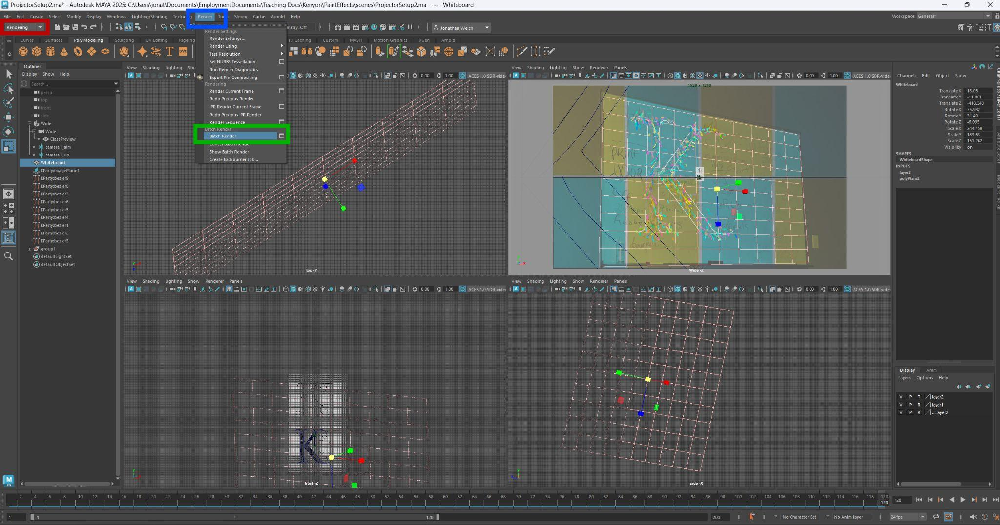 ProjectorSetup2.ma* - Autodesk MAYA 2025: C:\Users\jonat\Documents\EmploymentDocuments\Teaching Docs\Kenyon\PaintEffects\scenes\ProjectorSetup2.ma --- Whiteboard
File Edit Create Select Modify Display Windows Lighting/Shading Texturing Render Stereo Cache Arnold Help
Workspace: General*
Rendering
metry: Off
Jonathan Welch
Curves Surfaces Poly Modeling Sculpting UV Editing Rigging FX Caching Custom MASH Motion Graphics XGen Arnold
Render Settings
Render Settings...
Render Using
Test Resolution
Set NURBS Tessellation
Run Render Diagnostics
Export Pre-Compositing
Rendering
Render Current Frame
Redo Previous Render
IPR Render Current Frame
Redo Previous IPR Render
Render Sequence
Batch Render
Batch Render
Cancel Batch Render
Show Batch Render
Create Backburner Job...
Outliner
Display Show Help
Search...
persp
top
front
side
Wide
Wide
ClassPreview
camera1_aim
camera1_up
Whiteboard
KParty:imagePlane1
KParty:bezier9
KParty:bezier8
KParty:bezier7
KParty:bezier6
KParty:bezier5
KParty:bezier4
KParty:bezier1
KParty:bezier2
KParty:bezier3
group1
defaultLightSet
defaultObjectSet
View Shading Lighting
0.00 1.00 ACES 1.0 SDR-vide
top -Y
View Shading Lighting Show Renderer Panels
0.00 1.00 ACES 1.0 SDR-vide
1920 x 1200
PRINT
Wide -Z
View Shading Lighting Show Renderer Panels
0.00 1.00 ACES 1.0 SDR-vide
K
front -Z
View Shading Lighting Show Renderer Panels
0.00 1.00 ACES 1.0 SDR-vide
side -X
Channels Edit Object Show
Whiteboard
Translate X 18.05
Translate Y -11.801
Translate Z -410.348
Rotate X 75.982
Rotate Y 31.491
Rotate Z -6.095
Scale X 244.159
Scale Y 183.63
Scale Z 151.262
Visibility on
SHAPES
WhiteboardShape
INPUTS
layer2
polyPlane2
Channel Box / Layer Editor
Attribute Editor
Modeling Toolkit
Display Anim
Layers Options Help
V P T layer2
V P R layer1
V P R ...:layer2
2 4 6 8 10 12 14 16 18 20 22 24 26 28 30 32 34 36 38 40 42 44 46 48 50 52 54 56 58 60 62 64 66 68 70 72 74 76 78 80 82 84 86 88 90 92 94 96 98 100 102 104 106 108 110 112 114 116 118 120
120
120
1 1 120 200 No Character Set No Anim Layer 24 fps